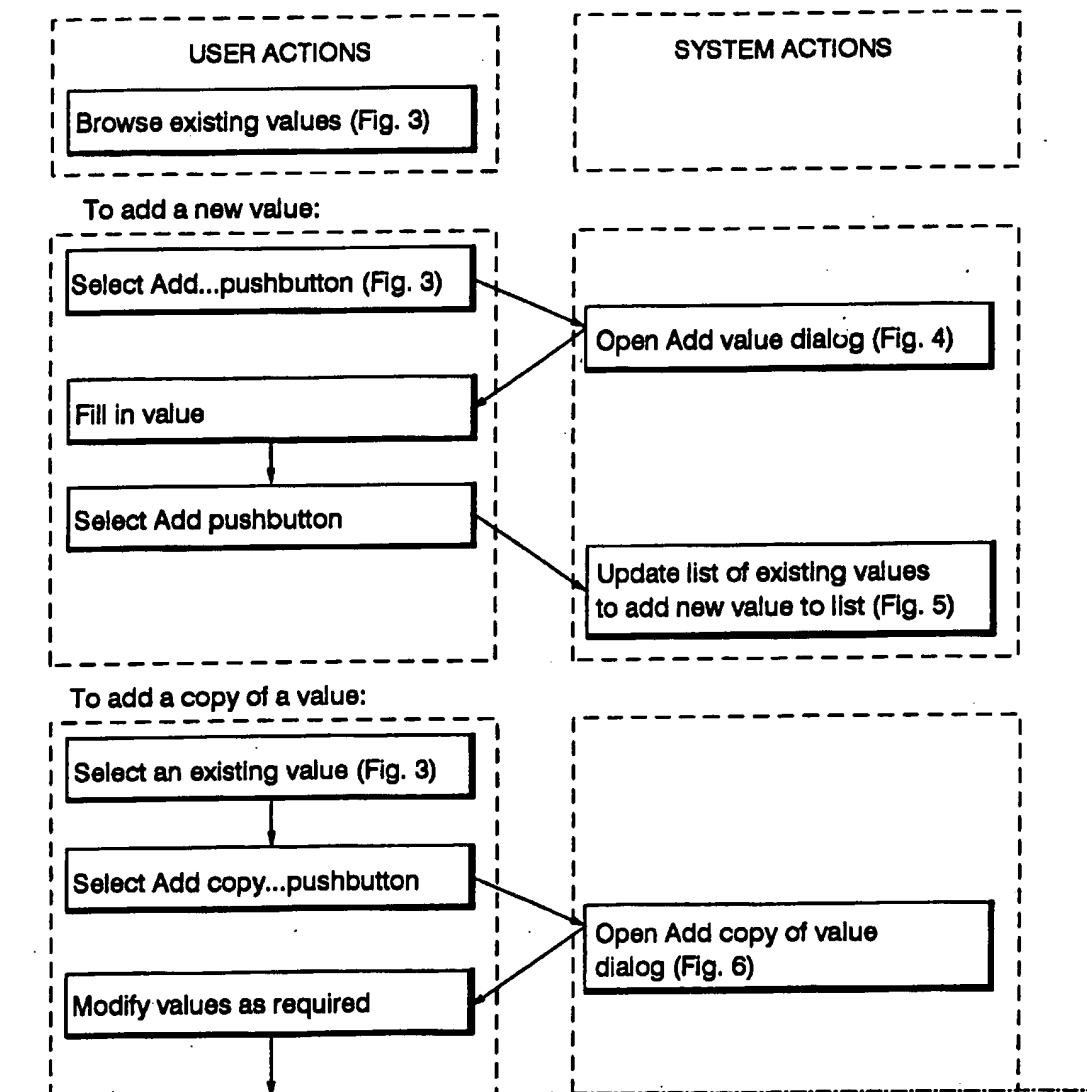 USER ACTIONS
SYSTEM ACTIONS
Browse existing values (Fig. 3)
To add a new value:
Select Add...pushbutton (Fig. 3)
Open Add value dialog (Fig. 4)
Fill in value
Select Add pushbutton
Update list of existing values
to add new value to list (Fig. 5)
To add a copy of a value:
Select an existing value (Fig. 3)
Select Add copy...pushbutton
Open Add copy of value
dialog (Fig. 6)
Modify values as required